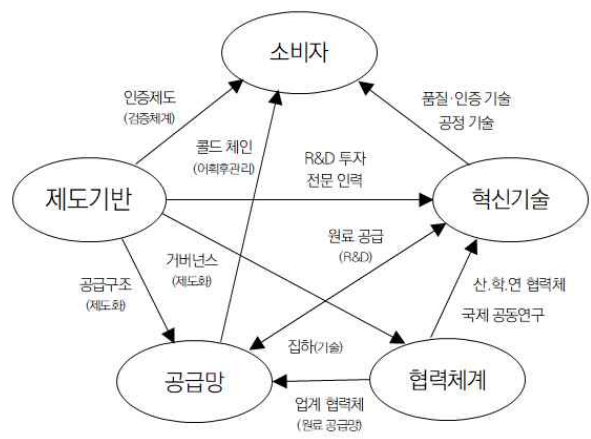 소비자
인증제도
(검증체계)
품질·인증 기술
공정 기술
콜드 체인
(어획후관리)
R&D 투자
전문 인력
제도기반
혁신기술
원료 공급
(R&D)
거버넌스
(제도화)
공급구조
(제도화)
산.학.연 협력체
국제 공동연구
집하(기술)
공급망
협력체계
업계 협력체
(원료 공급망)